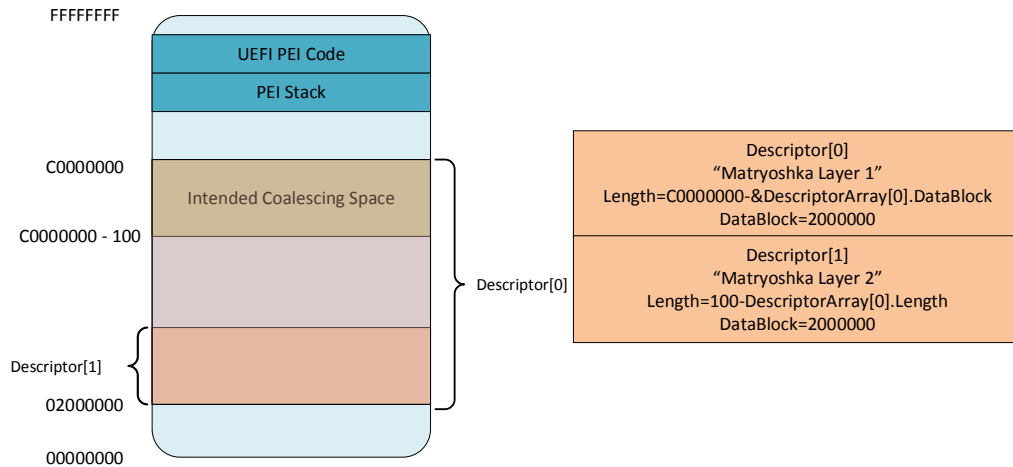 FFFFFFFF
UEFI PEI Code
PEI Stack
C0000000
Intended Coalescing Space
C0000000 - 100
Descriptor[0]
Descriptor[1]
02000000
00000000
Descriptor[0]
“Matryoshka Layer 1”
Length=C0000000-&DescriptorArray[0].DataBlock
DataBlock=2000000
Descriptor[1]
“Matryoshka Layer 2”
Length=100-DescriptorArray[0].Length
DataBlock=2000000